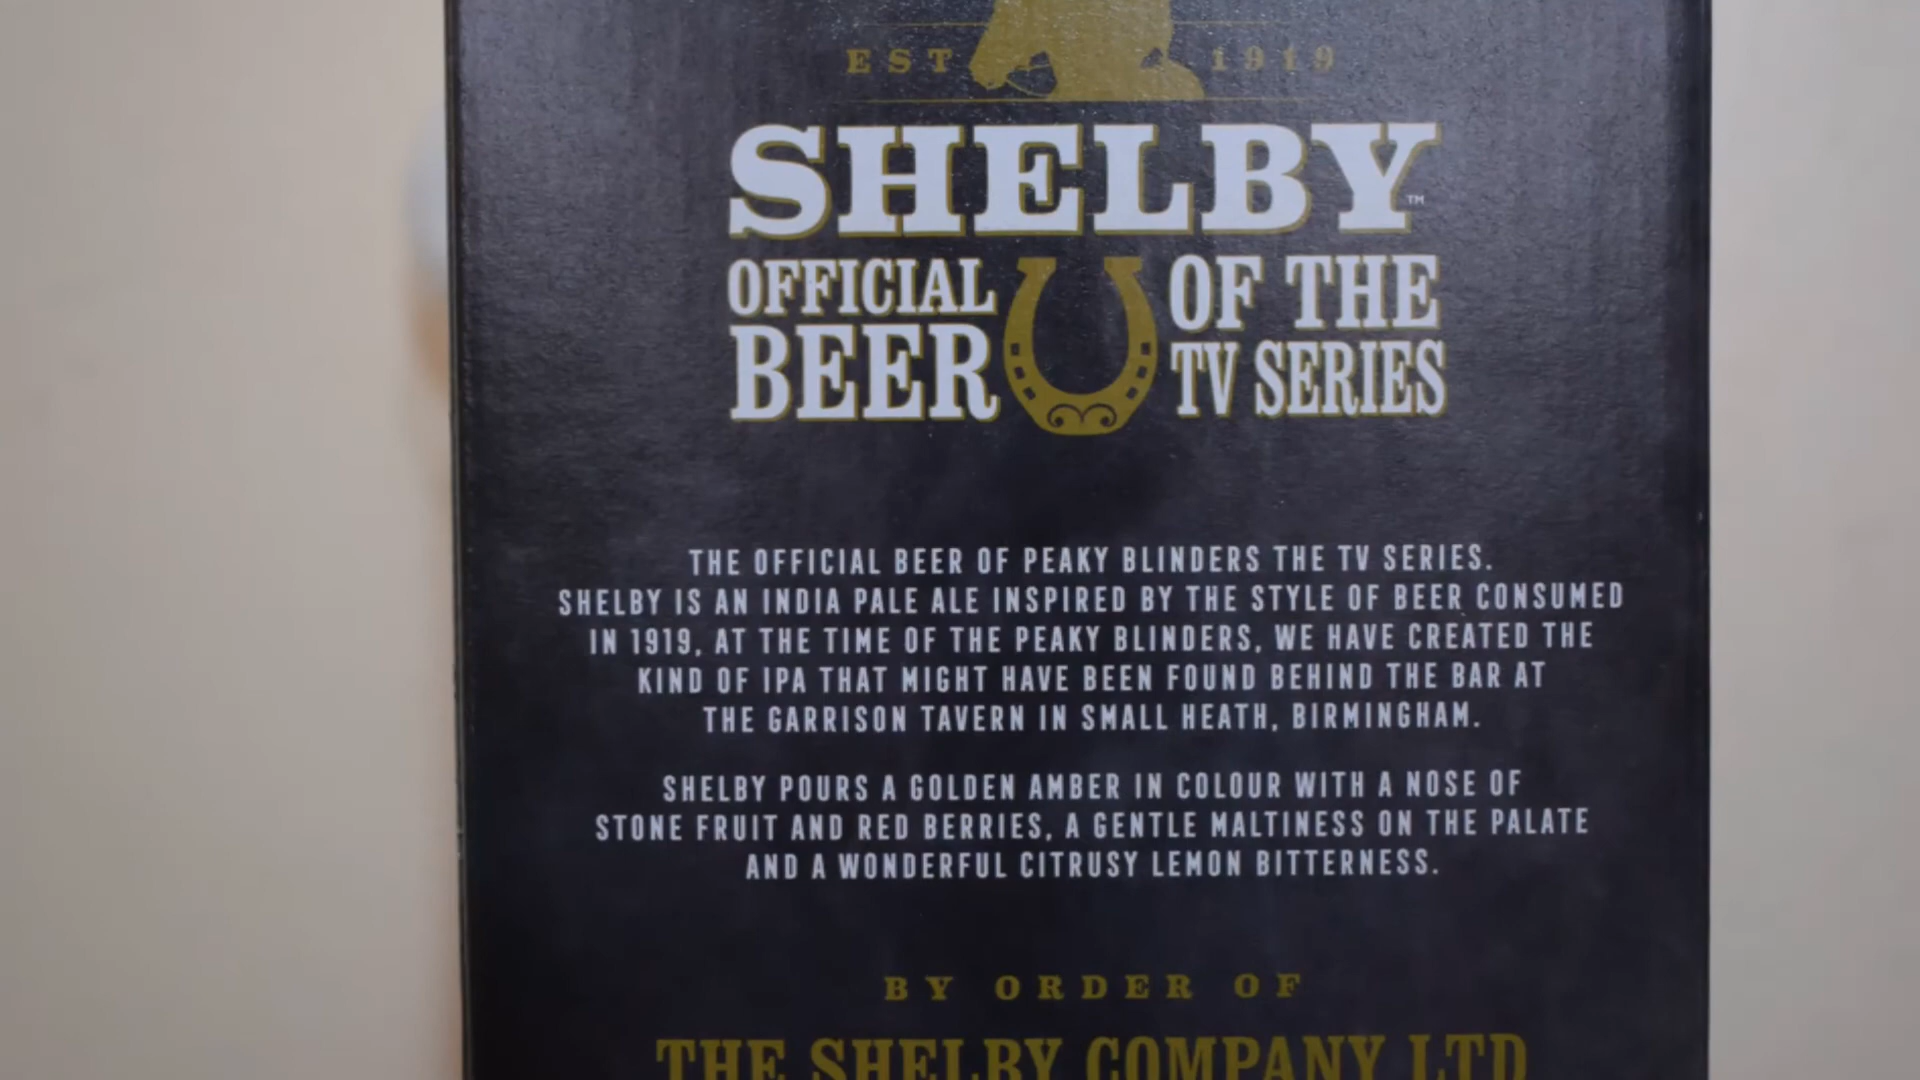 EST 1919
SHELBY™
OFFICIAL BEER
OF THE TV SERIES
THE OFFICIAL BEER OF PEAKY BLINDERS THE TV SERIES.
SHELBY IS AN INDIA PALE ALE INSPIRED BY THE STYLE OF BEER CONSUMED
IN 1919, AT THE TIME OF THE PEAKY BLINDERS, WE HAVE CREATED THE
KIND OF IPA THAT MIGHT HAVE BEEN FOUND BEHIND THE BAR AT
THE GARRISON TAVERN IN SMALL HEATH, BIRMINGHAM.
SHELBY POURS A GOLDEN AMBER IN COLOUR WITH A NOSE OF
STONE FRUIT AND RED BERRIES, A GENTLE MALTINESS ON THE PALATE
AND A WONDERFUL CITRUSY LEMON BITTERNESS.
BY ORDER OF
THE SHELBY COMPANY LTD